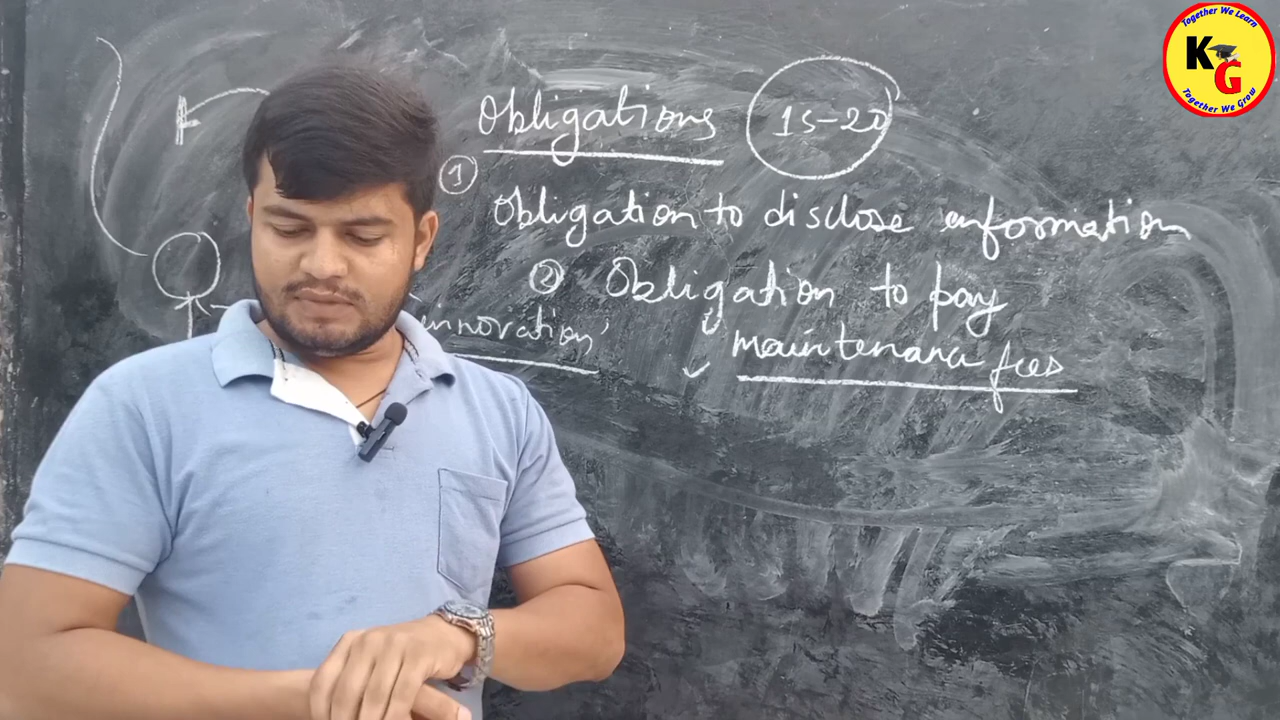 Together We Learn
KG
Together We Grow
Obligations 15-20
① Obligation to disclose information
② Obligation to pay
maintenance fees
innovation'